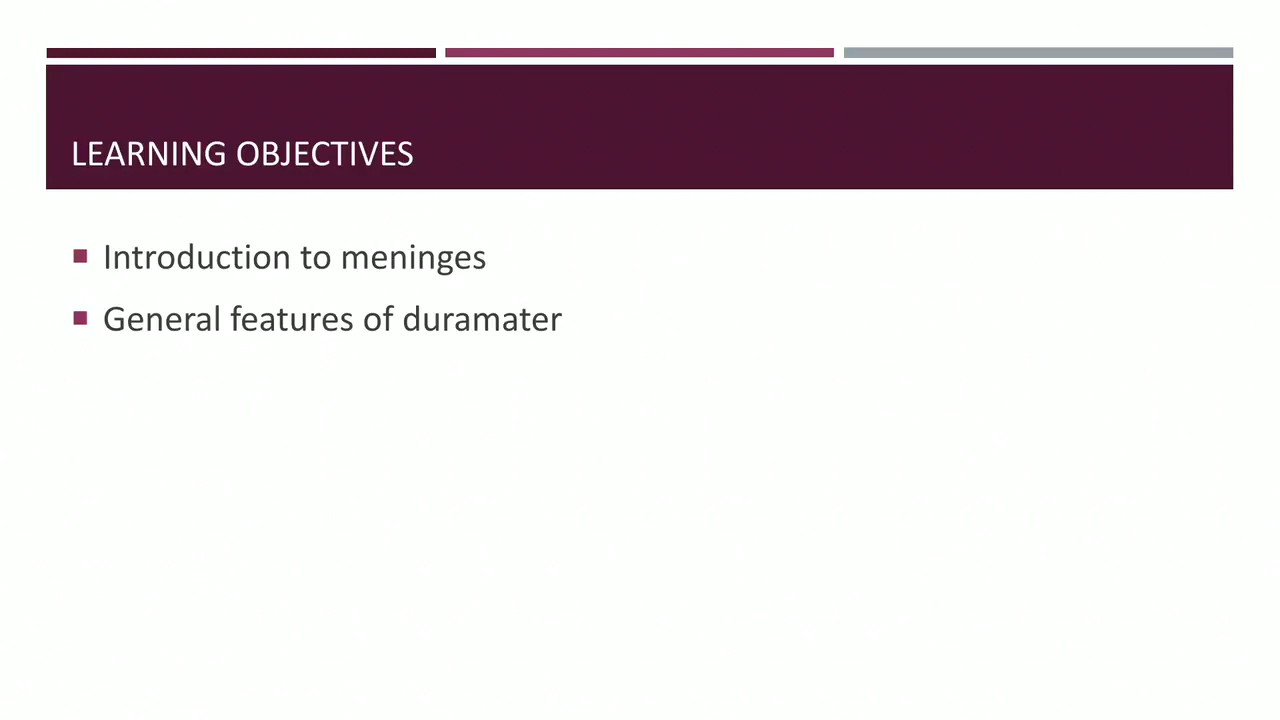 LEARNING OBJECTIVES
Introduction to meninges
General features of duramater